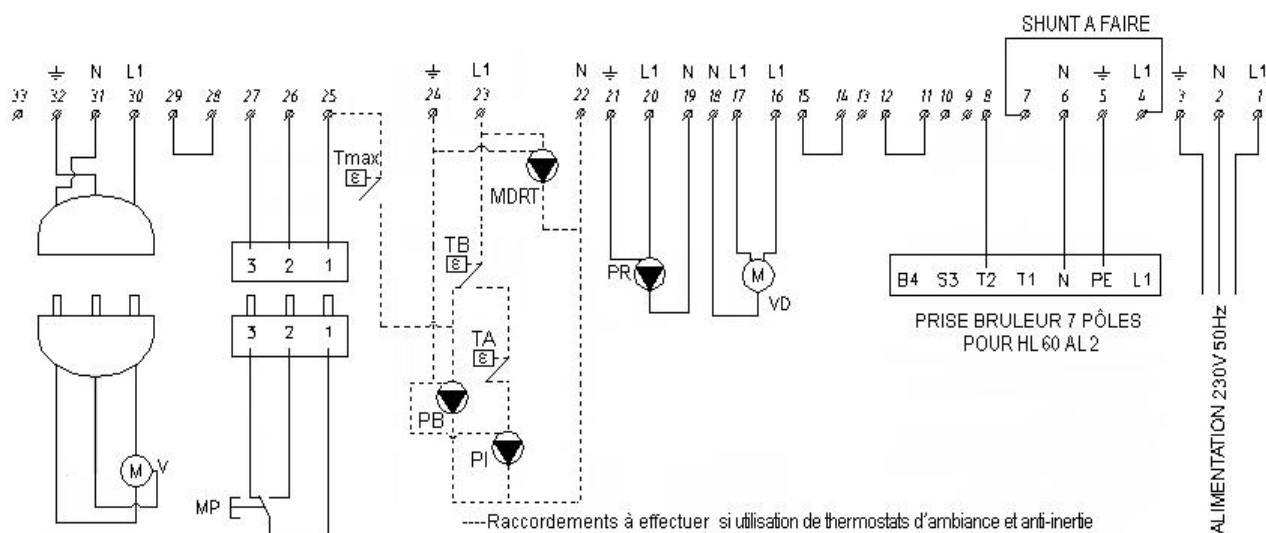 SHUNT A FAIRE
N L1 L1 N N L1 N N L1 L1 N L1 N L1
33 32 31 30 29 28 27 26 25 24 23 22 21 20 19 18 17 16 15 14 13 12 11 10 9 8 7 6 5 4 3 2 1
Tmax
ε
MDRT
TB
ε
3 2 1
PR
M
VD
B4 S3 T2 T1 N PE L1
PRISE BRULEUR 7 PÔLES
POUR HL 60 AL 2
3 2 1
TA
ε
PB
PI
M V
MP
ALIMENTATION 230V 50Hz
----Raccordements à effectuer si utilisation de thermostats d'ambiance et anti-inertie